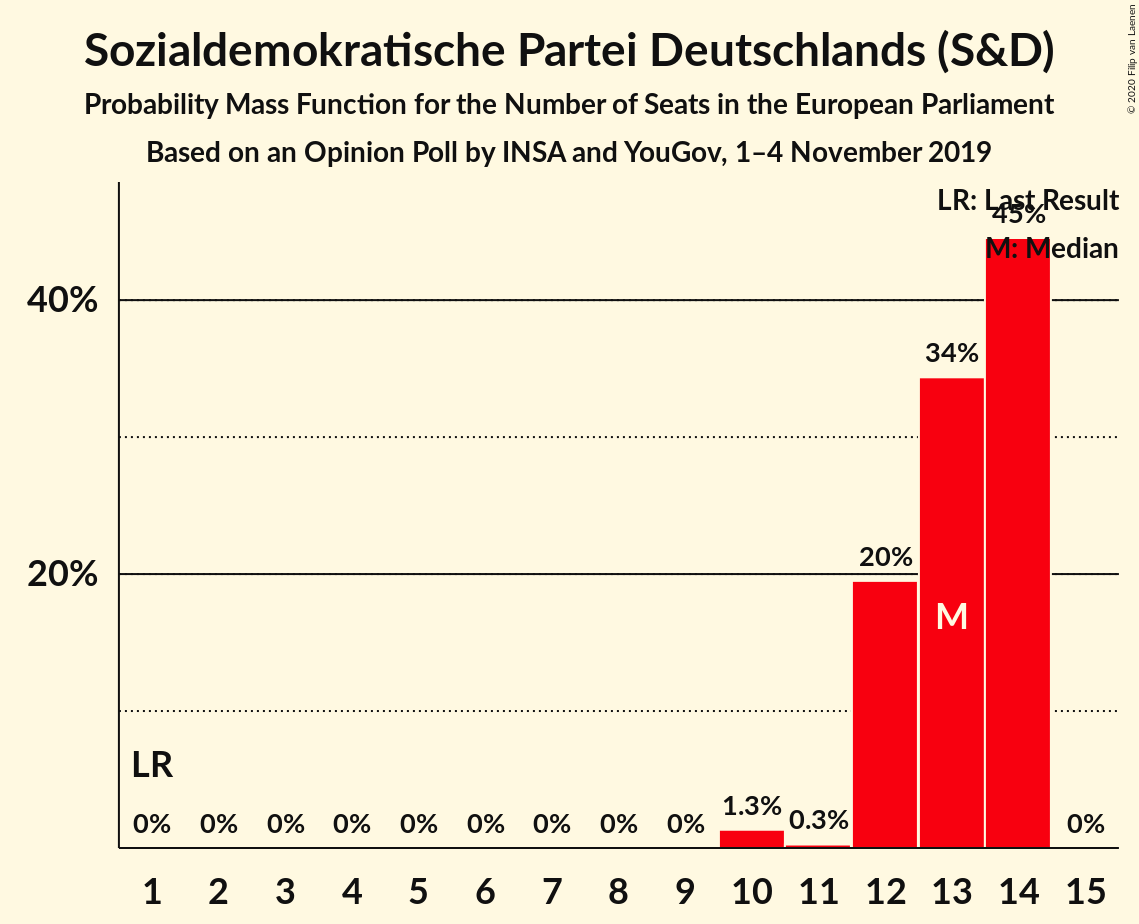 Sozialdemokratische Partei Deutschlands (S&D)
Probability Mass Function for the Number of Seats in the European Parliament
Based on an Opinion Poll by INSA and YouGov, 1–4 November 2019
© 2020 Filip van Laenen
LR: Last Result
M: Median
45%
40%
34%
20%
20%
M
LR
0% 0% 0% 0% 0% 0% 0% 0% 0% 1.3% 0.3% 0%
1 2 3 4 5 6 7 8 9 10 11 12 13 14 15